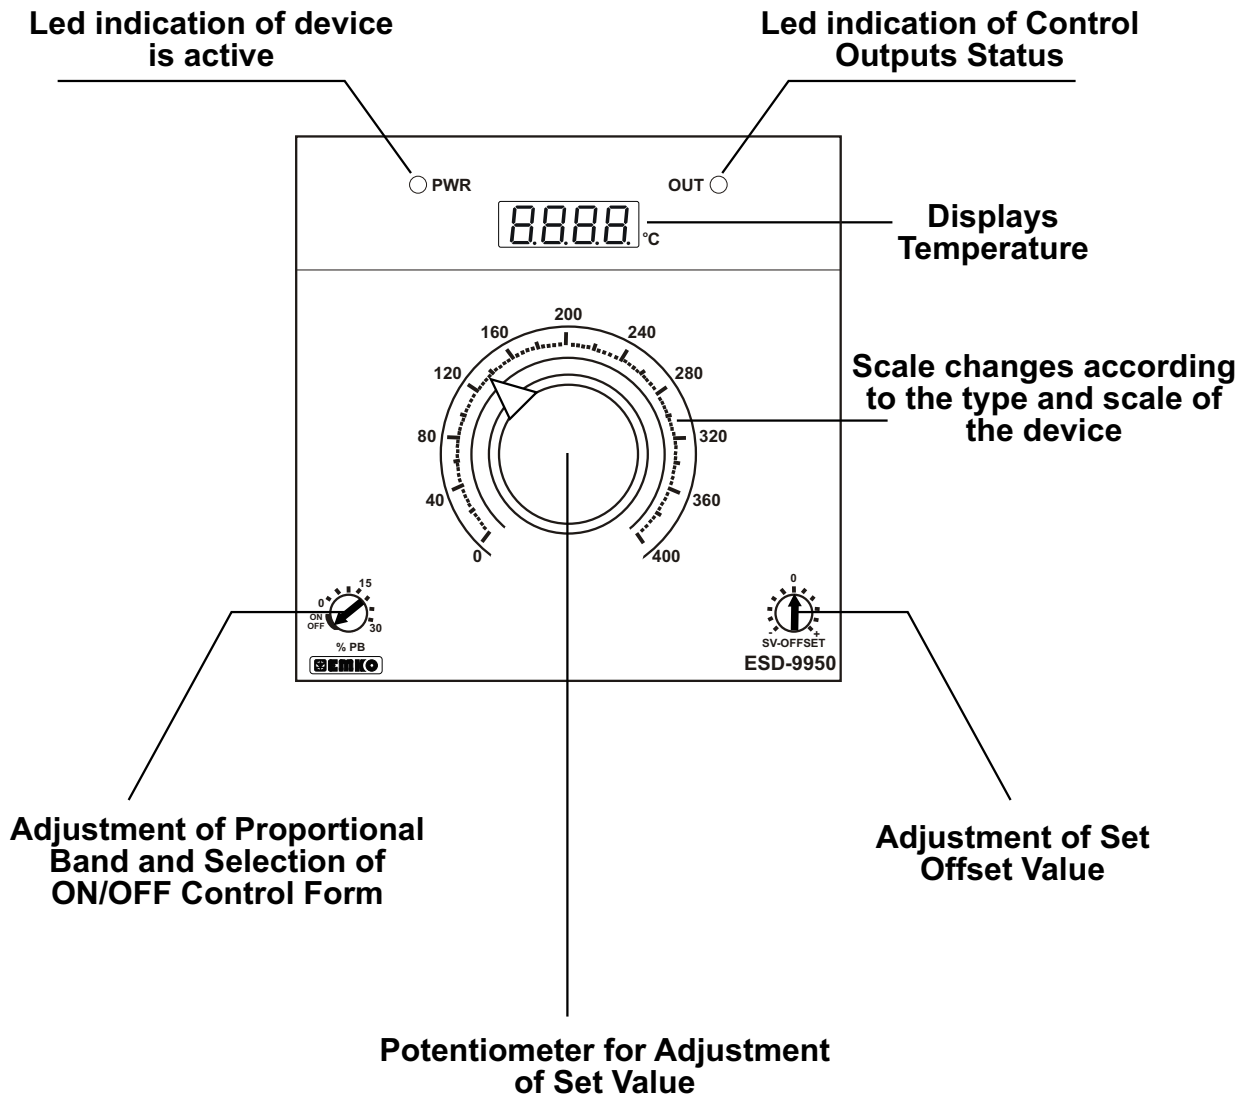 Led indication of device
is active
Led indication of Control
Outputs Status
PWR
OUT
8.8.8.8.
°C
Displays
Temperature
200
160
240
120
280
Scale changes according
to the type and scale of
the device
80
320
40
360
0
400
15
0
ON
OFF
30
% PB
EMKO
0
-
+
SV-OFFSET
ESD-9950
Adjustment of Proportional
Band and Selection of
ON/OFF Control Form
Adjustment of Set
Offset Value
Potentiometer for Adjustment
of Set Value